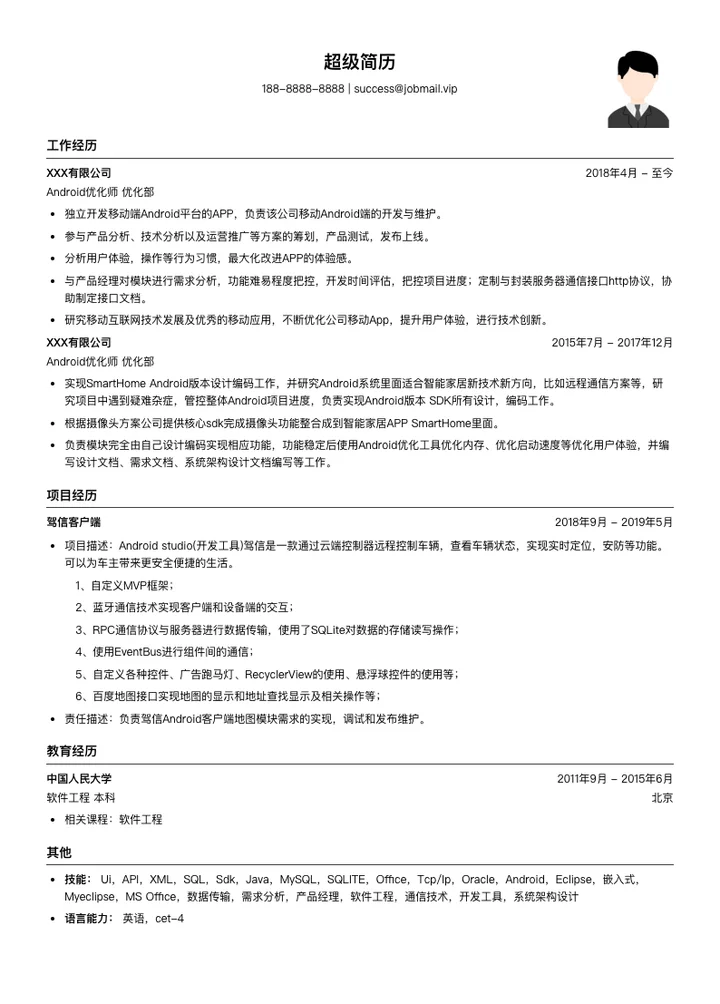 超级简历
188-8888-8888 | success@jobmail.vip
工作经历
XXX有限公司 2018年4月 – 至今
Android优化师 优化部
• 独立开发移动端Android平台的APP，负责该公司移动Android端的开发与维护。
• 参与产品分析、技术分析以及运营推广等方案的筹划，产品测试，发布上线。
• 分析用户体验，操作等行为习惯，最大化改进APP的体验感。
• 与产品经理对模块进行需求分析，功能难易程度把控，开发时间评估，把控项目进度；定制与封装服务器通信接口http协议，协
助制定接口文档。
• 研究移动互联网技术发展及优秀的移动应用，不断优化公司移动App，提升用户体验，进行技术创新。
XXX有限公司 2015年7月 – 2017年12月
Android优化师 优化部
• 实现SmartHome Android版本设计编码工作，并研究Android系统里面适合智能家居新技术新方向，比如远程通信方案等，研
究项目中遇到疑难杂症，管控整体Android项目进度，负责实现Android版本 SDK所有设计，编码工作。
• 根据摄像头方案公司提供核心sdk完成摄像头功能整合成到智能家居APP SmartHome里面。
• 负责模块完全由自己设计编码实现相应功能，功能稳定后使用Android优化工具优化内存、优化启动速度等优化用户体验，并编
写设计文档、需求文档、系统架构设计文档编写等工作。
项目经历
驾信客户端 2018年9月 – 2019年5月
• 项目描述：Android studio(开发工具)驾信是一款通过云端控制器远程控制车辆，查看车辆状态，实现实时定位，安防等功能。
可以为车主带来更安全便捷的生活。
1、自定义MVP框架；
2、蓝牙通信技术实现客户端和设备端的交互；
3、RPC通信协议与服务器进行数据传输，使用了SQLite对数据的存储读写操作；
4、使用EventBus进行组件间的通信；
5、自定义各种控件、广告跑马灯、RecyclerView的使用、悬浮球控件的使用等；
6、百度地图接口实现地图的显示和地址查找显示及相关操作等；
• 责任描述：负责驾信Android客户端地图模块需求的实现，调试和发布维护。
教育经历
中国人民大学 2011年9月 – 2015年6月
软件工程 本科 北京
• 相关课程：软件工程
其他
• 技能： Ui，API，XML，SQL，Sdk，Java，MySQL，SQLITE，Office，Tcp/Ip，Oracle，Android，Eclipse，嵌入式，
Myeclipse，MS Office，数据传输，需求分析，产品经理，软件工程，通信技术，开发工具，系统架构设计
• 语言能力： 英语，cet-4